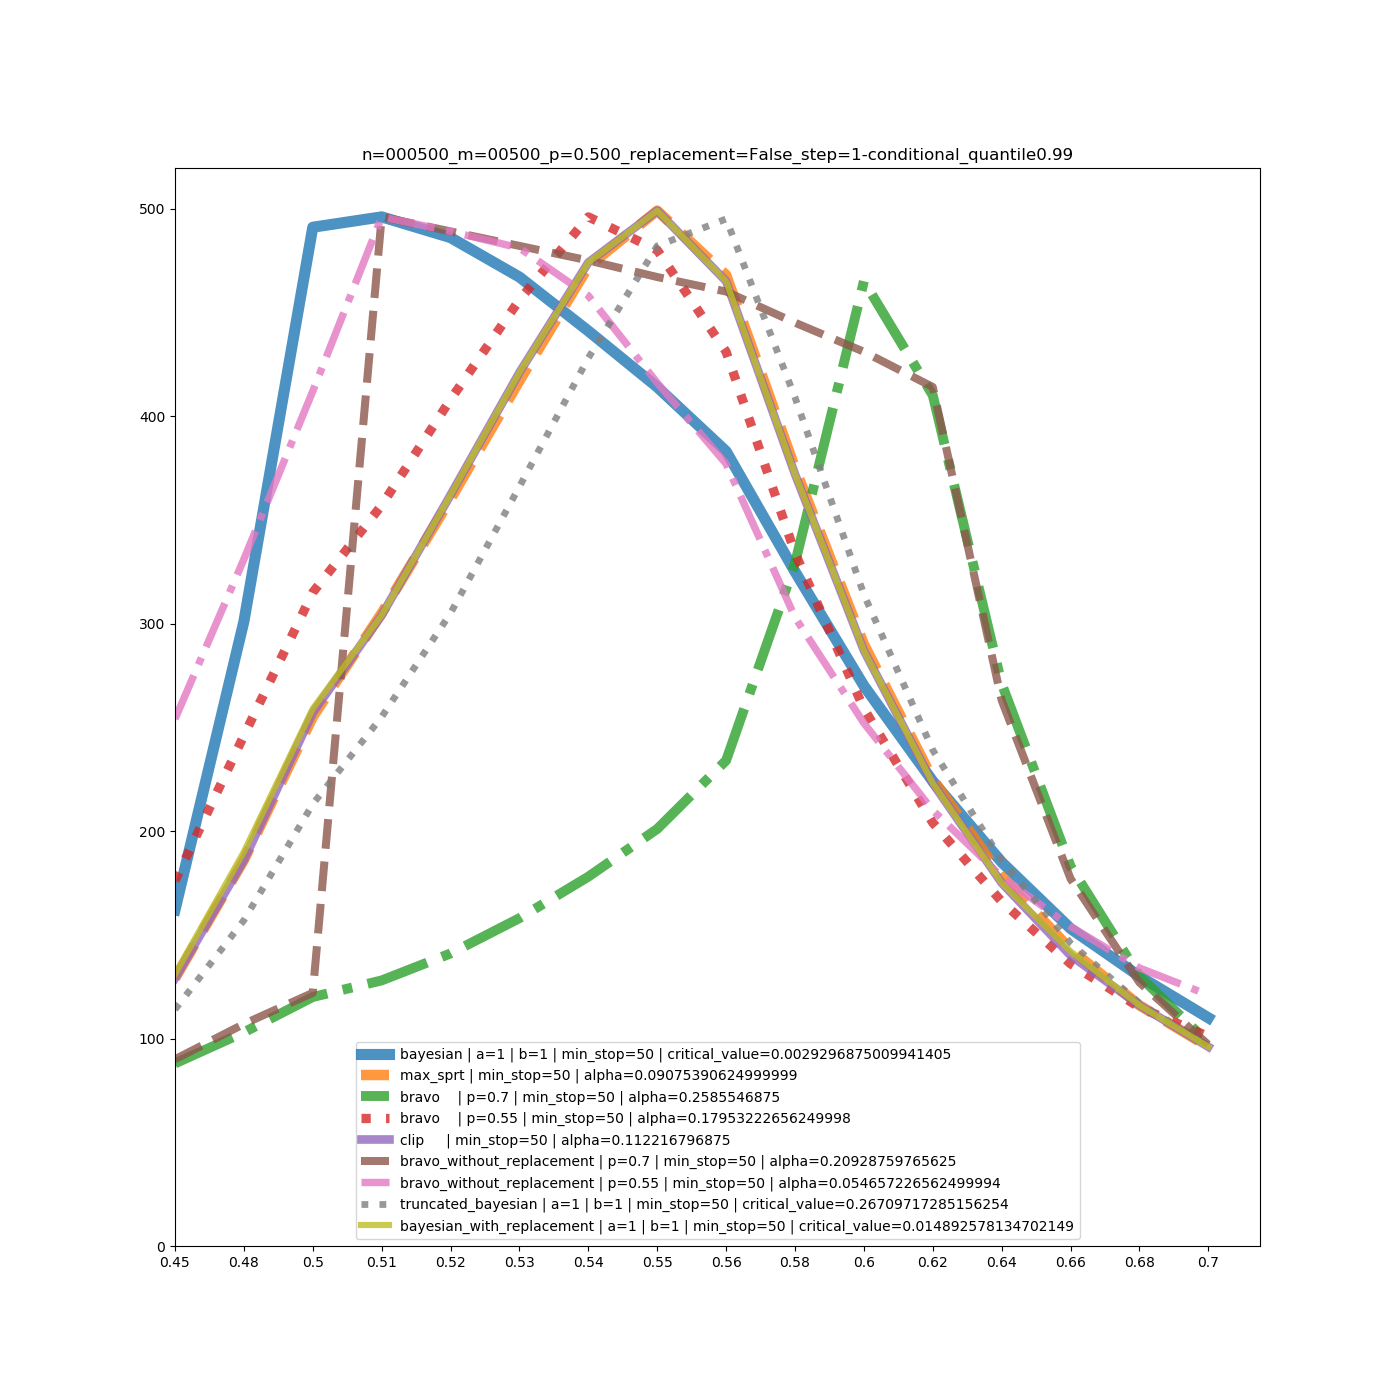 n=000500_m=00500_p=0.500_replacement=False_step=1-conditional_quantile0.99
500
400
300
200
100
0
bayesian | a=1 | b=1 | min_stop=50 | critical_value=0.0029296875009941405
max_sprt | min_stop=50 | alpha=0.09075390624999999
bravo | p=0.7 | min_stop=50 | alpha=0.2585546875
bravo | p=0.55 | min_stop=50 | alpha=0.17953222656249998
clip | min_stop=50 | alpha=0.112216796875
bravo_without_replacement | p=0.7 | min_stop=50 | alpha=0.20928759765625
bravo_without_replacement | p=0.55 | min_stop=50 | alpha=0.054657226562499994
truncated_bayesian | a=1 | b=1 | min_stop=50 | critical_value=0.26709717285156254
bayesian_with_replacement | a=1 | b=1 | min_stop=50 | critical_value=0.014892578134702149
0.45 0.48 0.5 0.51 0.52 0.53 0.54 0.55 0.56 0.58 0.6 0.62 0.64 0.66 0.68 0.7